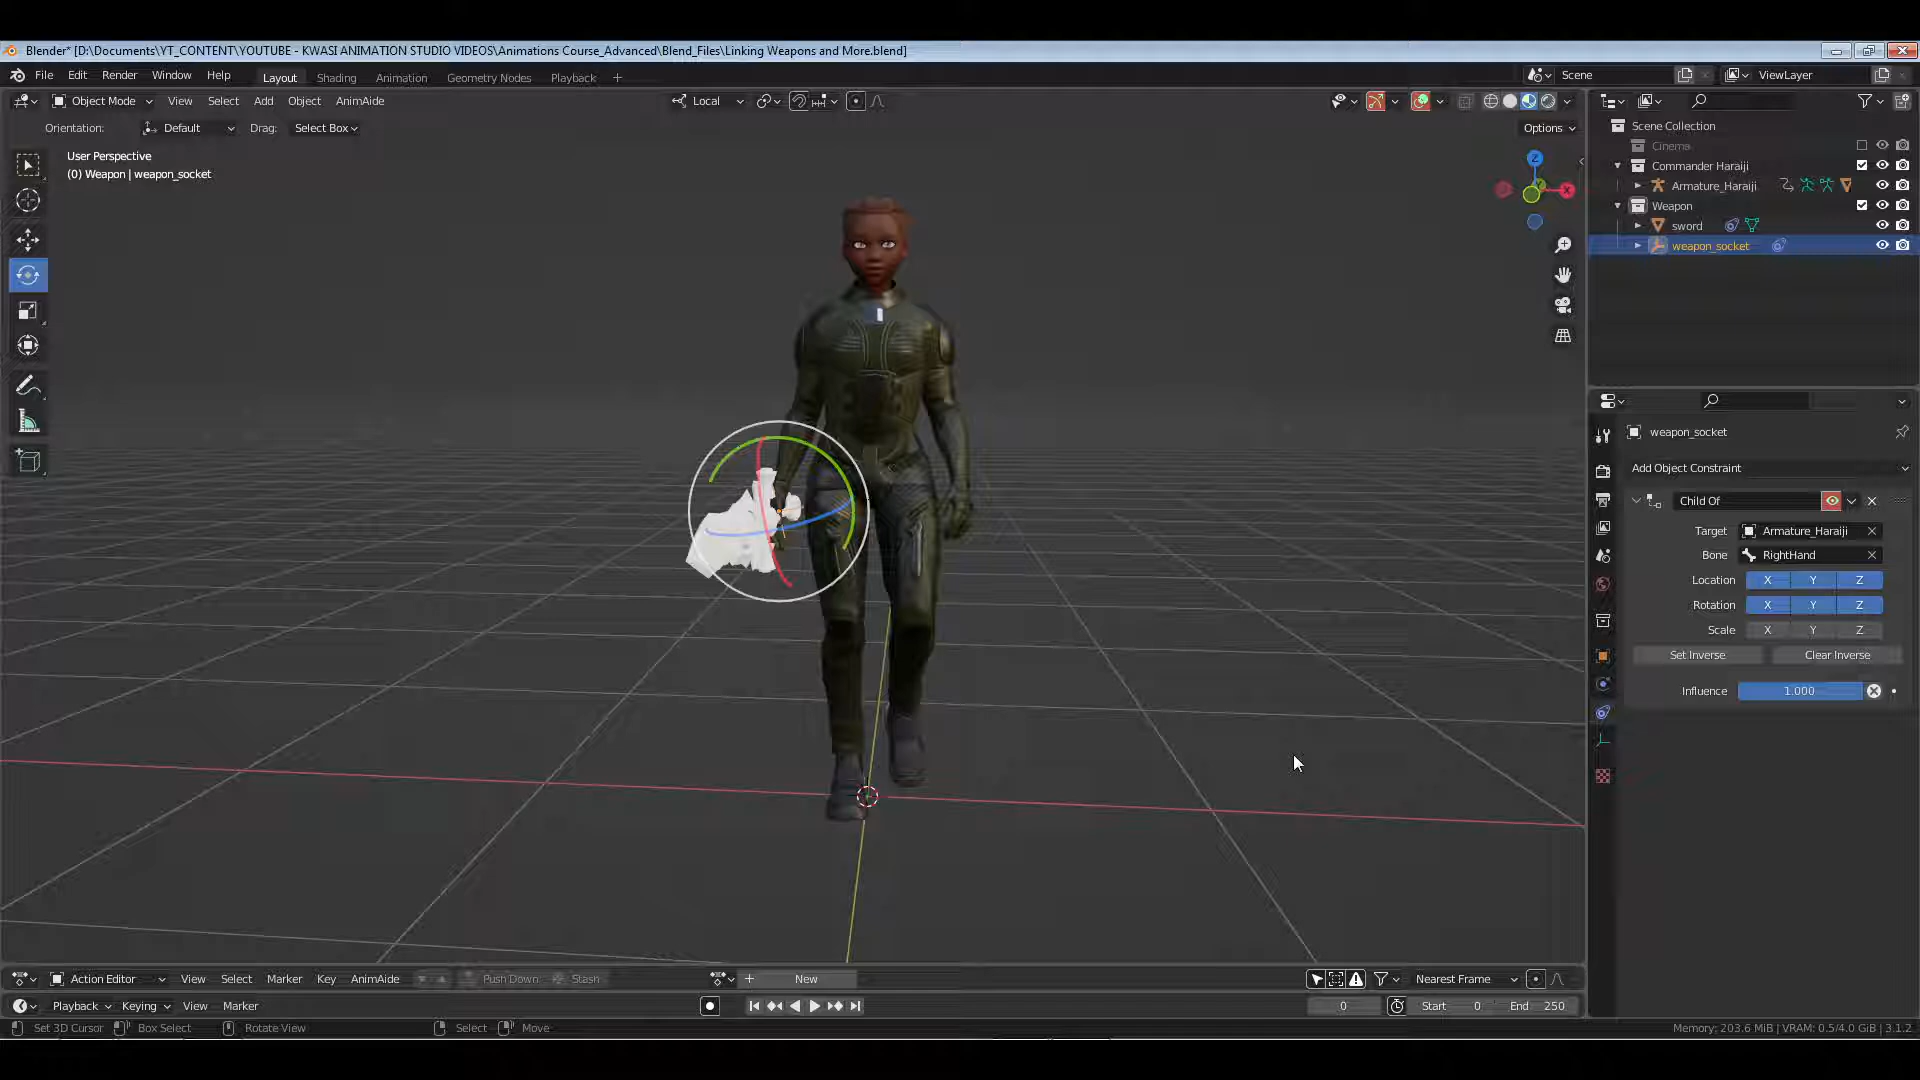 Blender* [D:\Documents\YT_CONTENT\YOUTUBE - KWASI ANIMATION STUDIO VIDEOS\Animations Course_Advanced\Blend_Files\Linking Weapons and More.blend]
File Edit Render Window Help Layout Shading Animation Geometry Nodes Playback + Scene ViewLayer
Object Mode View Select Add Object AnimAide Local
Orientation: Default Drag: Select Box Options
User Perspective
(0) Weapon | weapon_socket
Z
X
Scene Collection
Cinema
Commander Haraiji
Armature_Haraiji
Weapon
sword
weapon_socket
weapon_socket
Add Object Constraint
Child Of
Target Armature_Haraiji
Bone RightHand
Location X Y Z
Rotation X Y Z
Scale X Y Z
Set Inverse Clear Inverse
Influence 1.000
Action Editor View Select Marker Key AnimAide Push Down Stash + New Nearest Frame
Playback Keying View Marker 0 Start 0 End 250
Set 3D Cursor Box Select Rotate View Select Move Memory: 203.6 MiB | VRAM: 0.5/4.0 GiB | 3.1.2